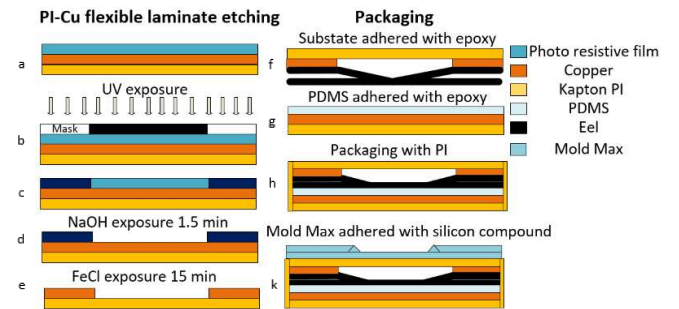 PI-Cu flexible laminate etching
a
UV exposure
Mask
b
c
NaOH exposure 1.5 min
d
FeCl exposure 15 min
e
Packaging
Substate adhered with epoxy
f
PDMS adhered with epoxy
g
Packaging with PI
h
Mold Max adhered with silicon compound
k
Photo resistive film
Copper
Kapton PI
PDMS
Eel
Mold Max